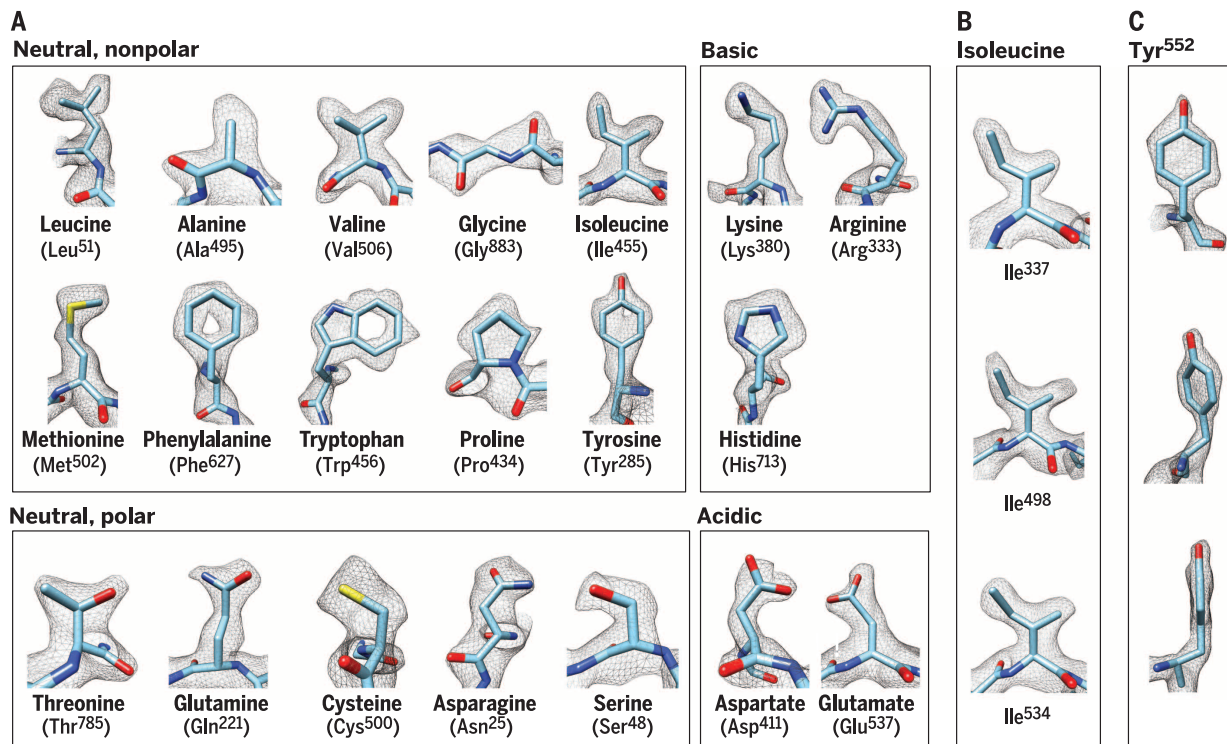 A
Neutral, nonpolar
Leucine
(Leu51)
Alanine
(Ala495)
Valine
(Val506)
Glycine
(Gly883)
Isoleucine
(Ile455)
Methionine
(Met502)
Phenylalanine
(Phe627)
Tryptophan
(Trp456)
Proline
(Pro434)
Tyrosine
(Tyr285)
Basic
Lysine
(Lys380)
Arginine
(Arg333)
Histidine
(His713)
Neutral, polar
Threonine
(Thr785)
Glutamine
(Gln221)
Cysteine
(Cys500)
Asparagine
(Asn25)
Serine
(Ser48)
Acidic
Aspartate
(Asp411)
Glutamate
(Glu537)
B
Isoleucine
Ile337
Ile498
Ile534
C
Tyr552